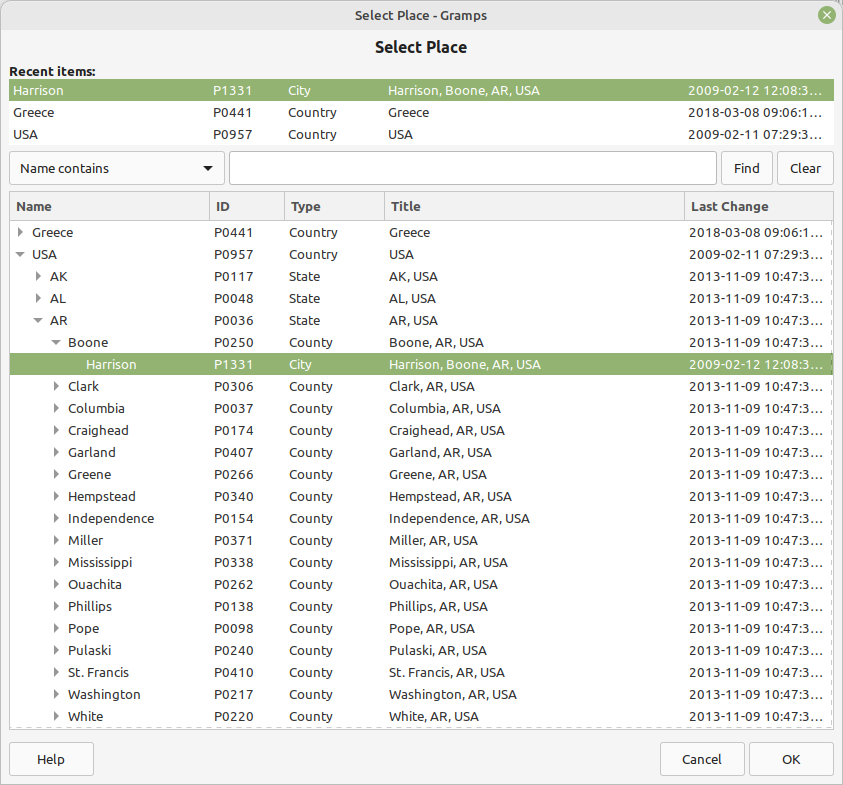 Select Place - Gramps
Select Place
Recent items:
Harrison P1331 City Harrison, Boone, AR, USA 2009-02-12 12:08:3...
Greece P0441 Country Greece 2018-03-08 09:06:1...
USA P0957 Country USA 2009-02-11 07:29:3...
Name contains Find Clear
Name ID Type Title Last Change
Greece P0441 Country Greece 2018-03-08 09:06:1...
USA P0957 Country USA 2009-02-11 07:29:3...
AK P0117 State AK, USA 2013-11-09 10:47:3...
AL P0048 State AL, USA 2013-11-09 10:47:3...
AR P0036 State AR, USA 2013-11-09 10:47:3...
Boone P0250 County Boone, AR, USA 2013-11-09 10:47:3...
Harrison P1331 City Harrison, Boone, AR, USA 2009-02-12 12:08:3...
Clark P0306 County Clark, AR, USA 2013-11-09 10:47:3...
Columbia P0037 County Columbia, AR, USA 2013-11-09 10:47:3...
Craighead P0174 County Craighead, AR, USA 2013-11-09 10:47:3...
Garland P0407 County Garland, AR, USA 2013-11-09 10:47:3...
Greene P0266 County Greene, AR, USA 2013-11-09 10:47:3...
Hempstead P0340 County Hempstead, AR, USA 2013-11-09 10:47:3...
Independence P0154 County Independence, AR, USA 2013-11-09 10:47:3...
Miller P0371 County Miller, AR, USA 2013-11-09 10:47:3...
Mississippi P0338 County Mississippi, AR, USA 2013-11-09 10:47:3...
Ouachita P0262 County Ouachita, AR, USA 2013-11-09 10:47:3...
Phillips P0138 County Phillips, AR, USA 2013-11-09 10:47:3...
Pope P0098 County Pope, AR, USA 2013-11-09 10:47:3...
Pulaski P0240 County Pulaski, AR, USA 2013-11-09 10:47:3...
St. Francis P0410 County St. Francis, AR, USA 2013-11-09 10:47:3...
Washington P0217 County Washington, AR, USA 2013-11-09 10:47:3...
White P0220 County White, AR, USA 2013-11-09 10:47:3...
Help Cancel OK